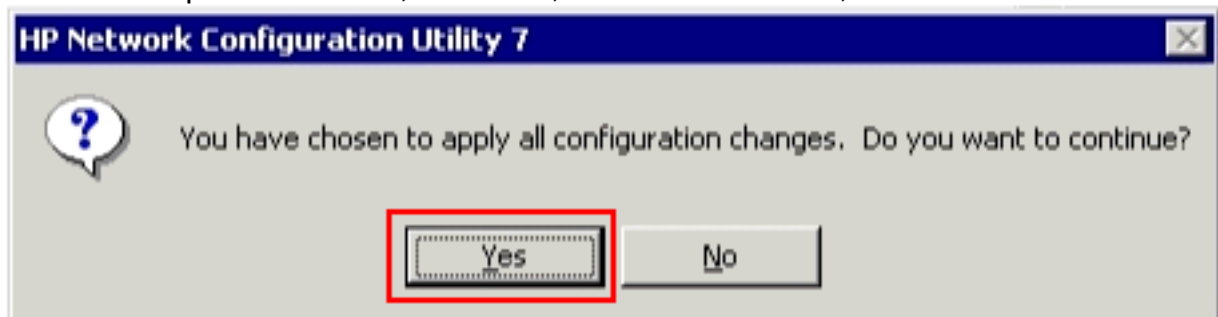 HP Network Configuration Utility 7
You have chosen to apply all configuration changes. Do you want to continue?
Yes
No